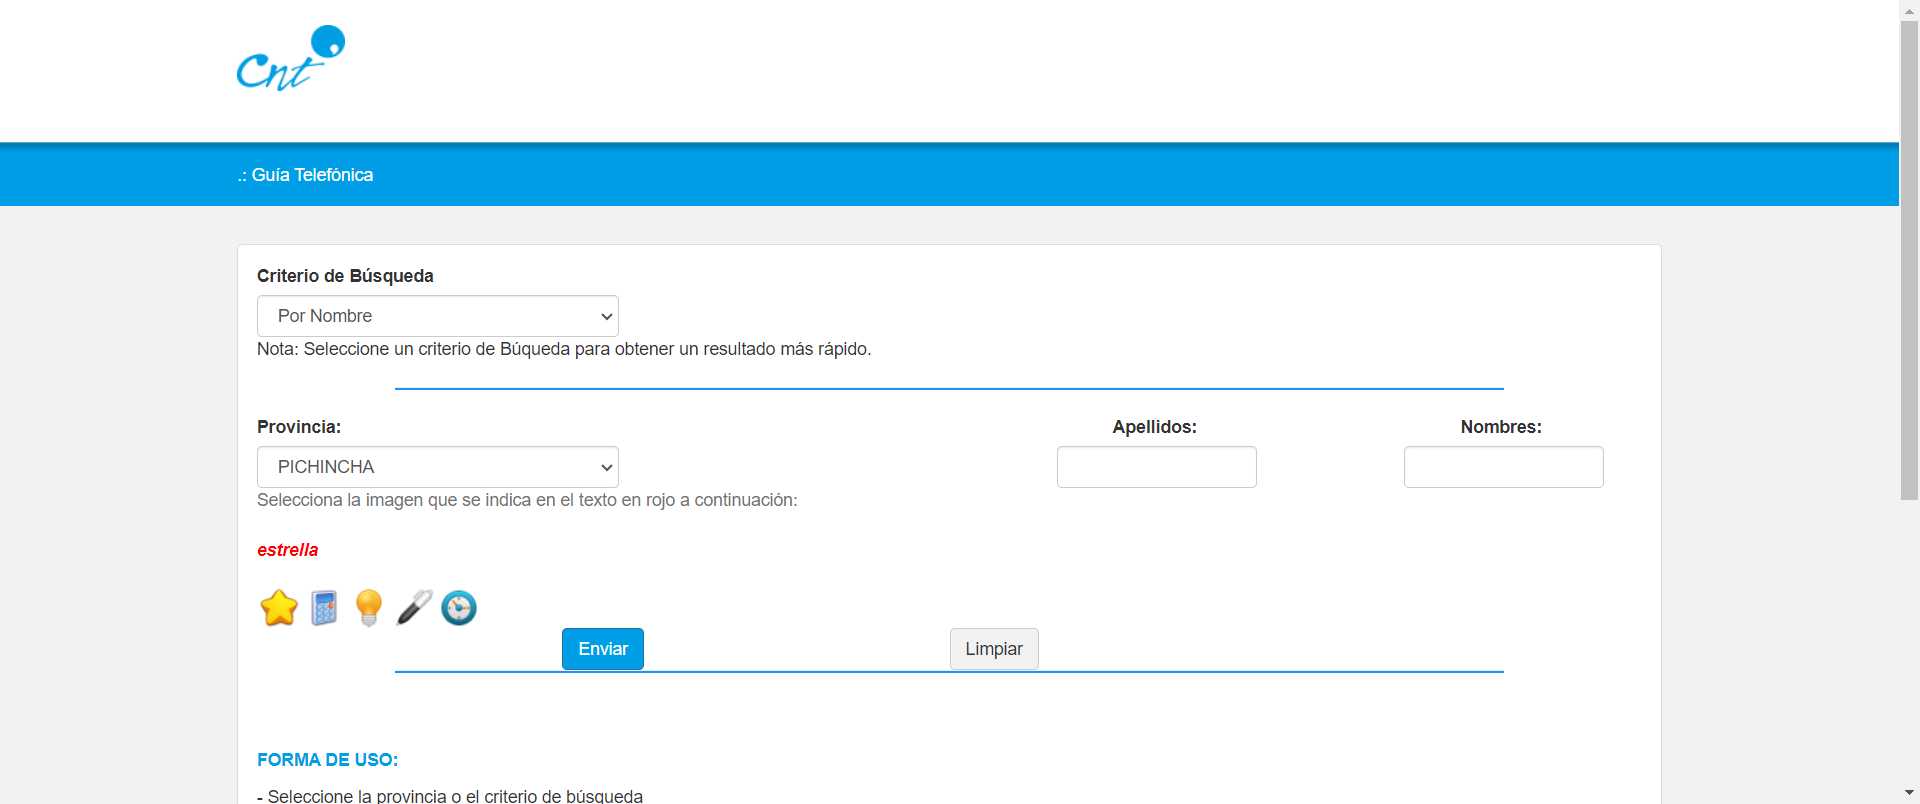 Cnt
.: Guía Telefónica
Criterio de Búsqueda
Por Nombre
Nota: Seleccione un criterio de Búqueda para obtener un resultado más rápido.
Provincia: Apellidos: Nombres:
PICHINCHA
Selecciona la imagen que se indica en el texto en rojo a continuación:
estrella
Enviar Limpiar
FORMA DE USO:
- Seleccione la provincia o el criterio de búsqueda